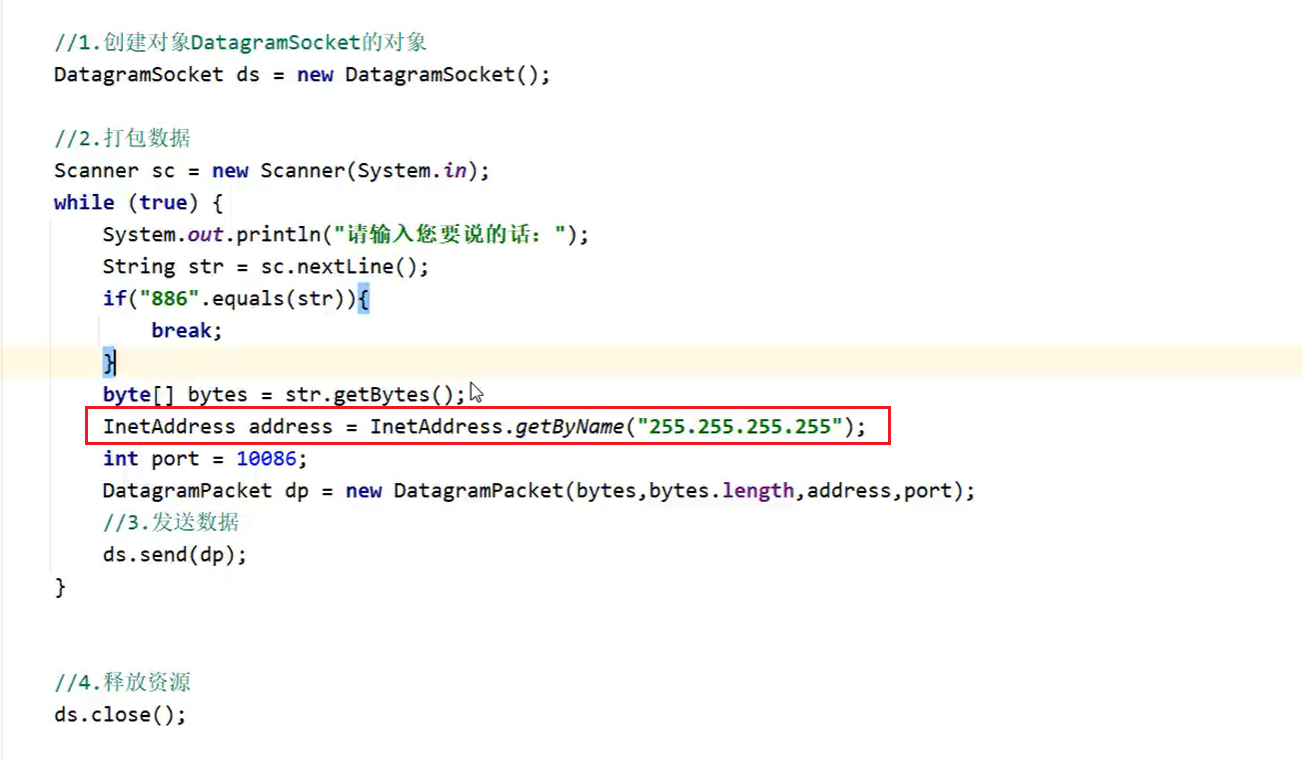 //1.创建对象DatagramSocket的对象
DatagramSocket ds = new DatagramSocket();
//2.打包数据
Scanner sc = new Scanner(System.in);
while (true) {
System.out.println("请输入您要说的话：");
String str = sc.nextLine();
if("886".equals(str)){
break;
}
byte[] bytes = str.getBytes();
InetAddress address = InetAddress.getByName("255.255.255.255");
int port = 10086;
DatagramPacket dp = new DatagramPacket(bytes,bytes.length,address,port);
//3.发送数据
ds.send(dp);
}
//4.释放资源
ds.close();